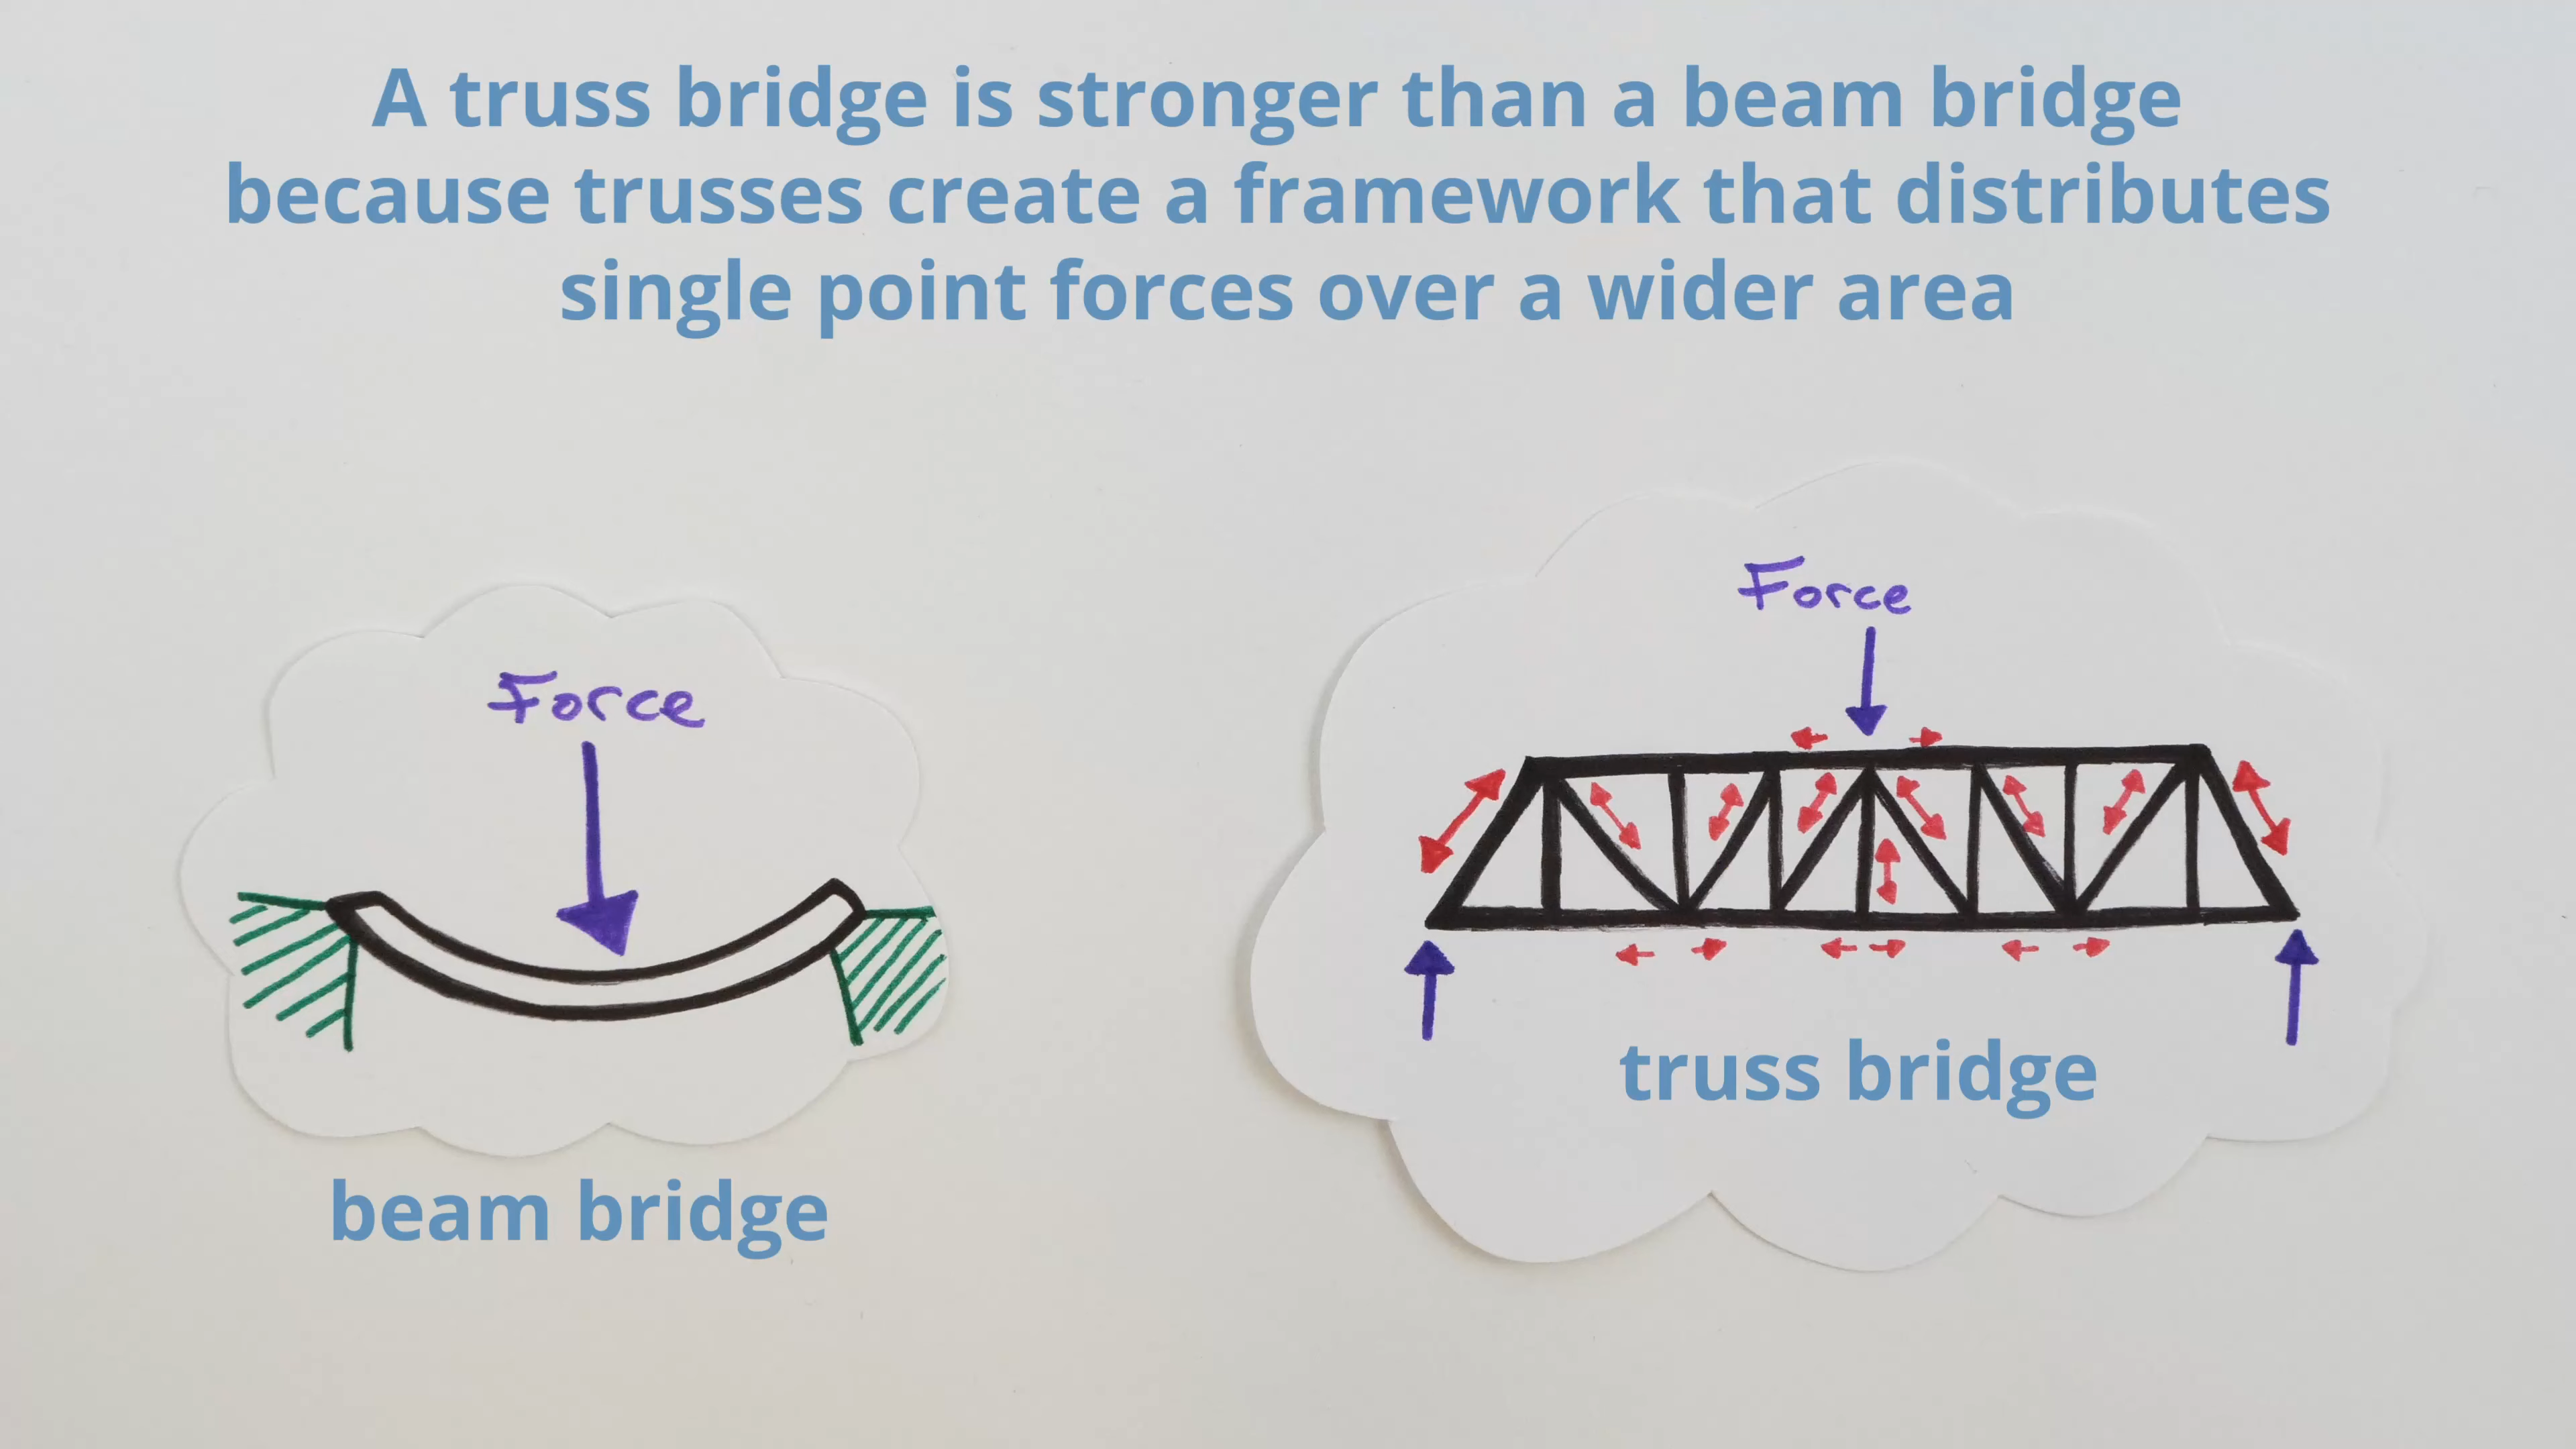 A truss bridge is stronger than a beam bridge
because trusses create a framework that distributes
single point forces over a wider area
Force
Force
truss bridge
beam bridge